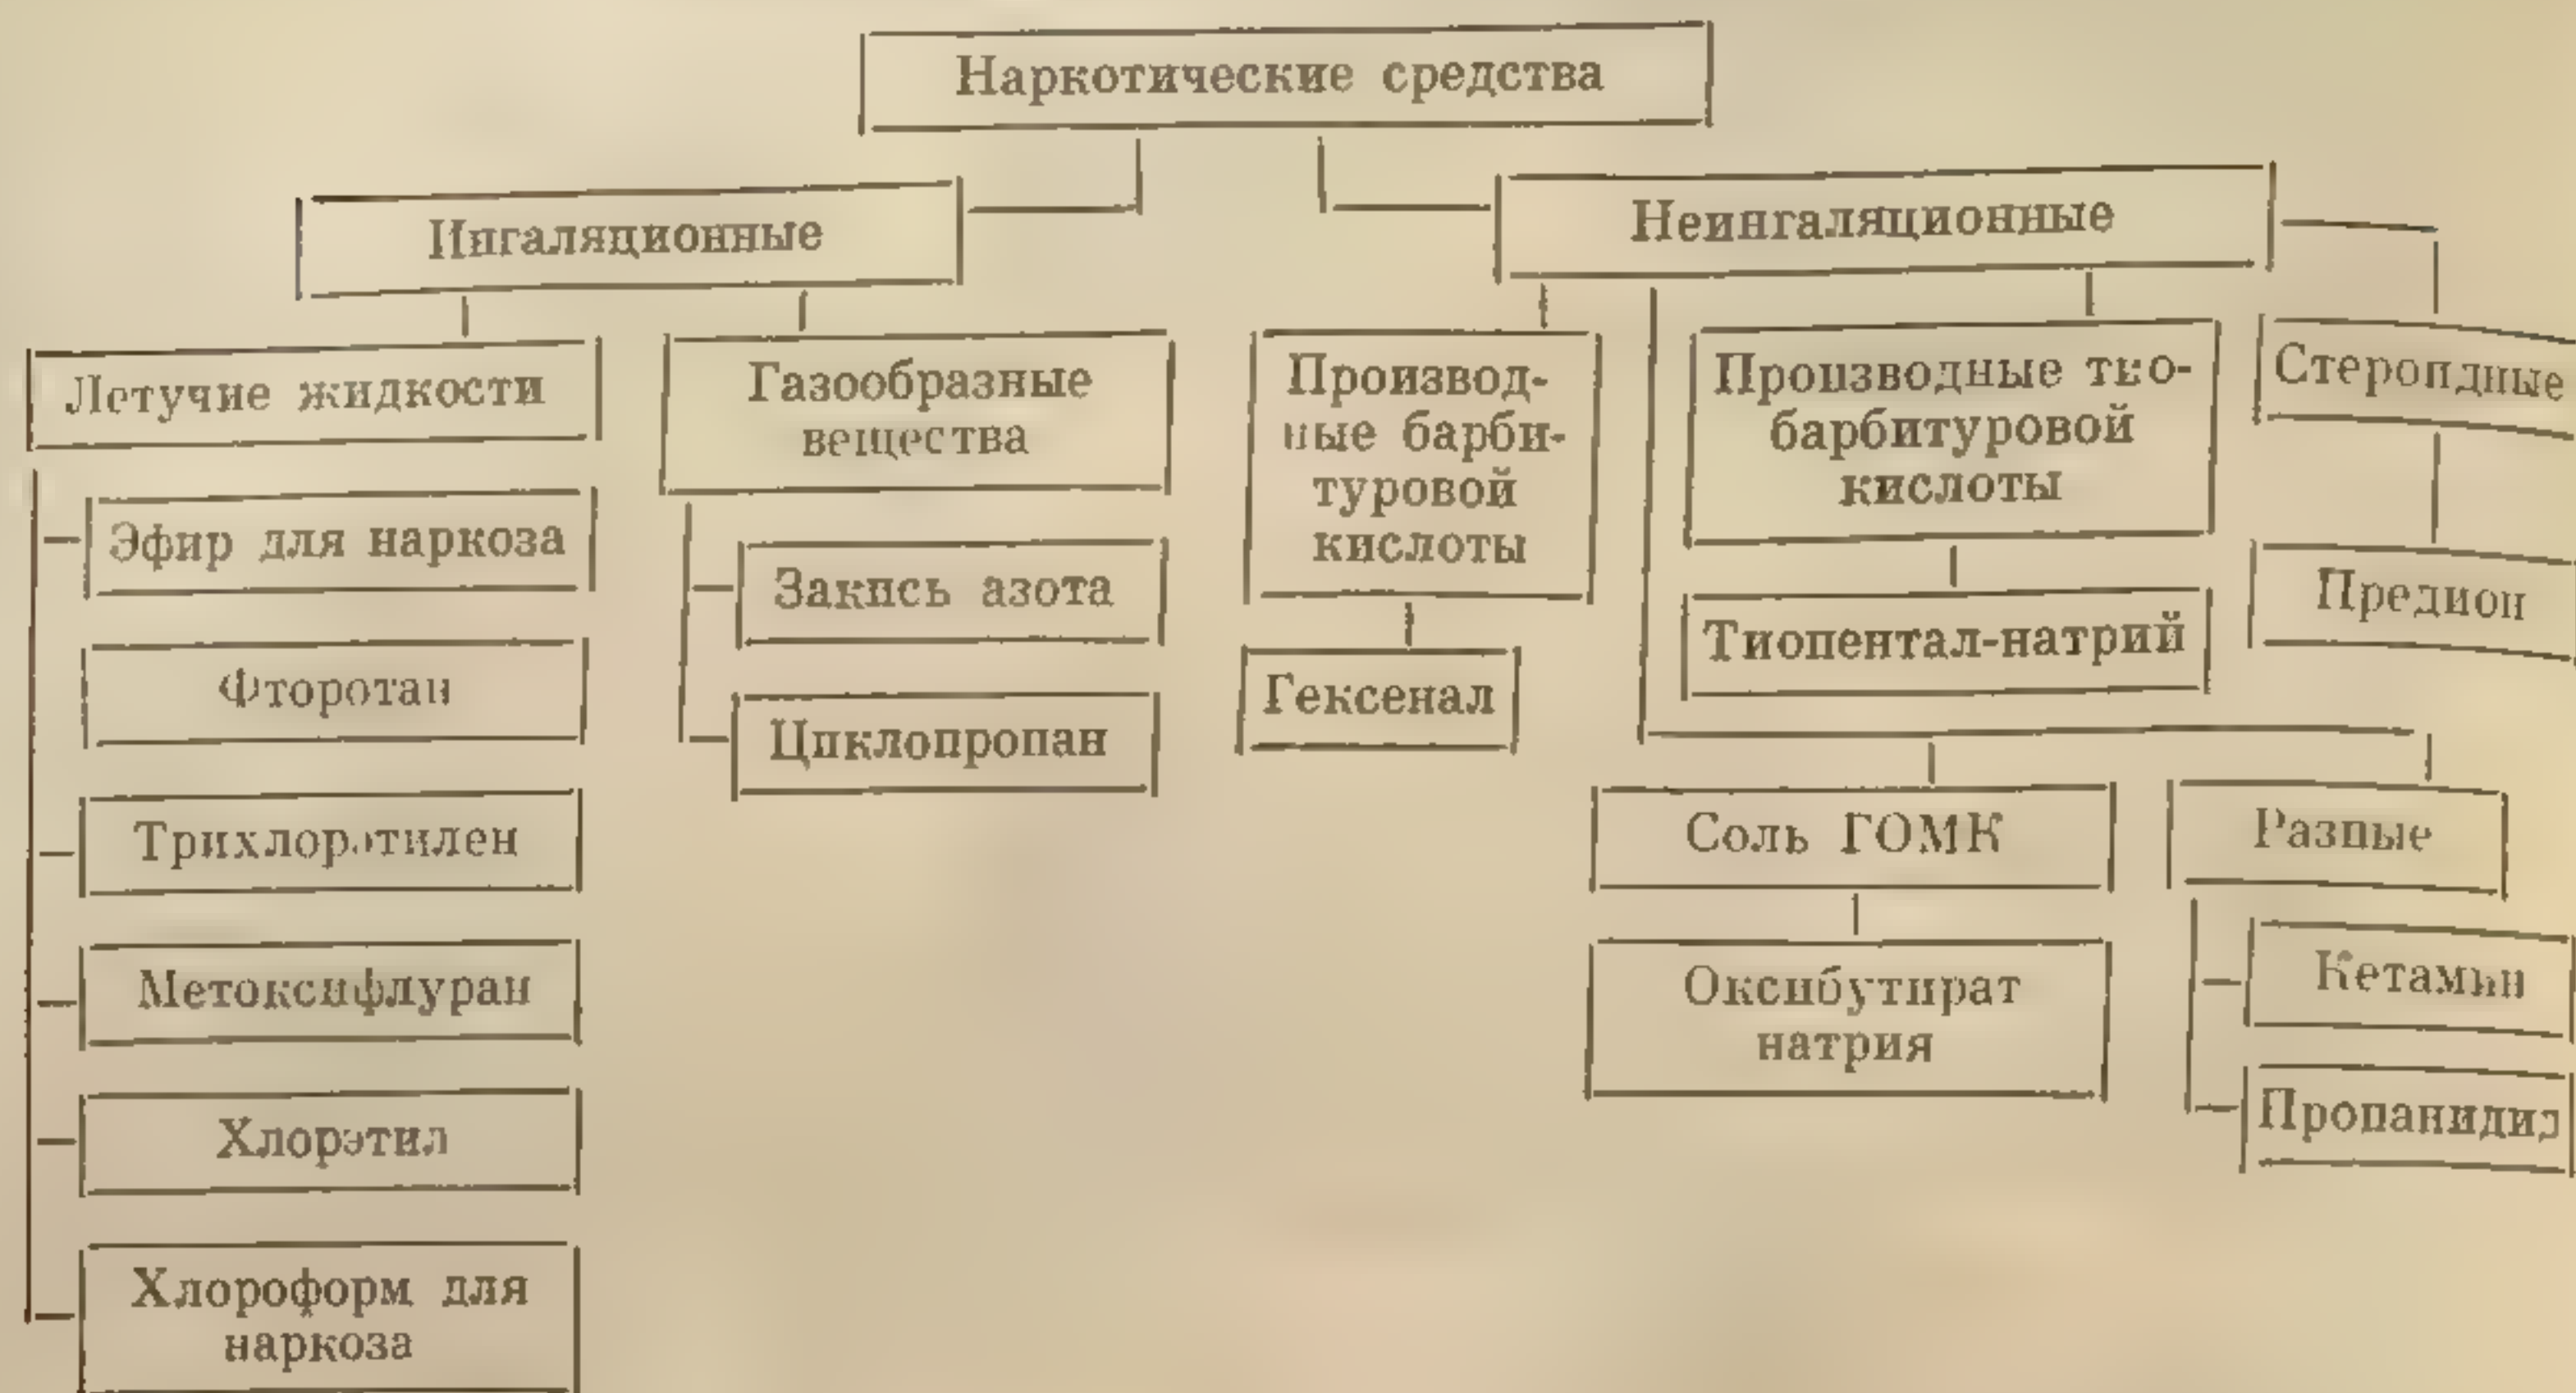 Наркотические средства
Ингаляционные
Неингаляционные
Летучие жидкости
Газообразные
вещества
Производ-
ные барби-
туровой
кислоты
Производные тио-
барбитуровой
кислоты
Стероидные
Эфир для наркоза
Фторотан
Трихлорэтилен
Метоксифлуран
Хлорэтил
Хлороформ для
наркоза
Закись азота
Циклопропан
Гексенал
Тиопентал-натрий
Предион
Соль ГОМК
Оксибутират
натрия
Разные
Кетамин
Пропанидид